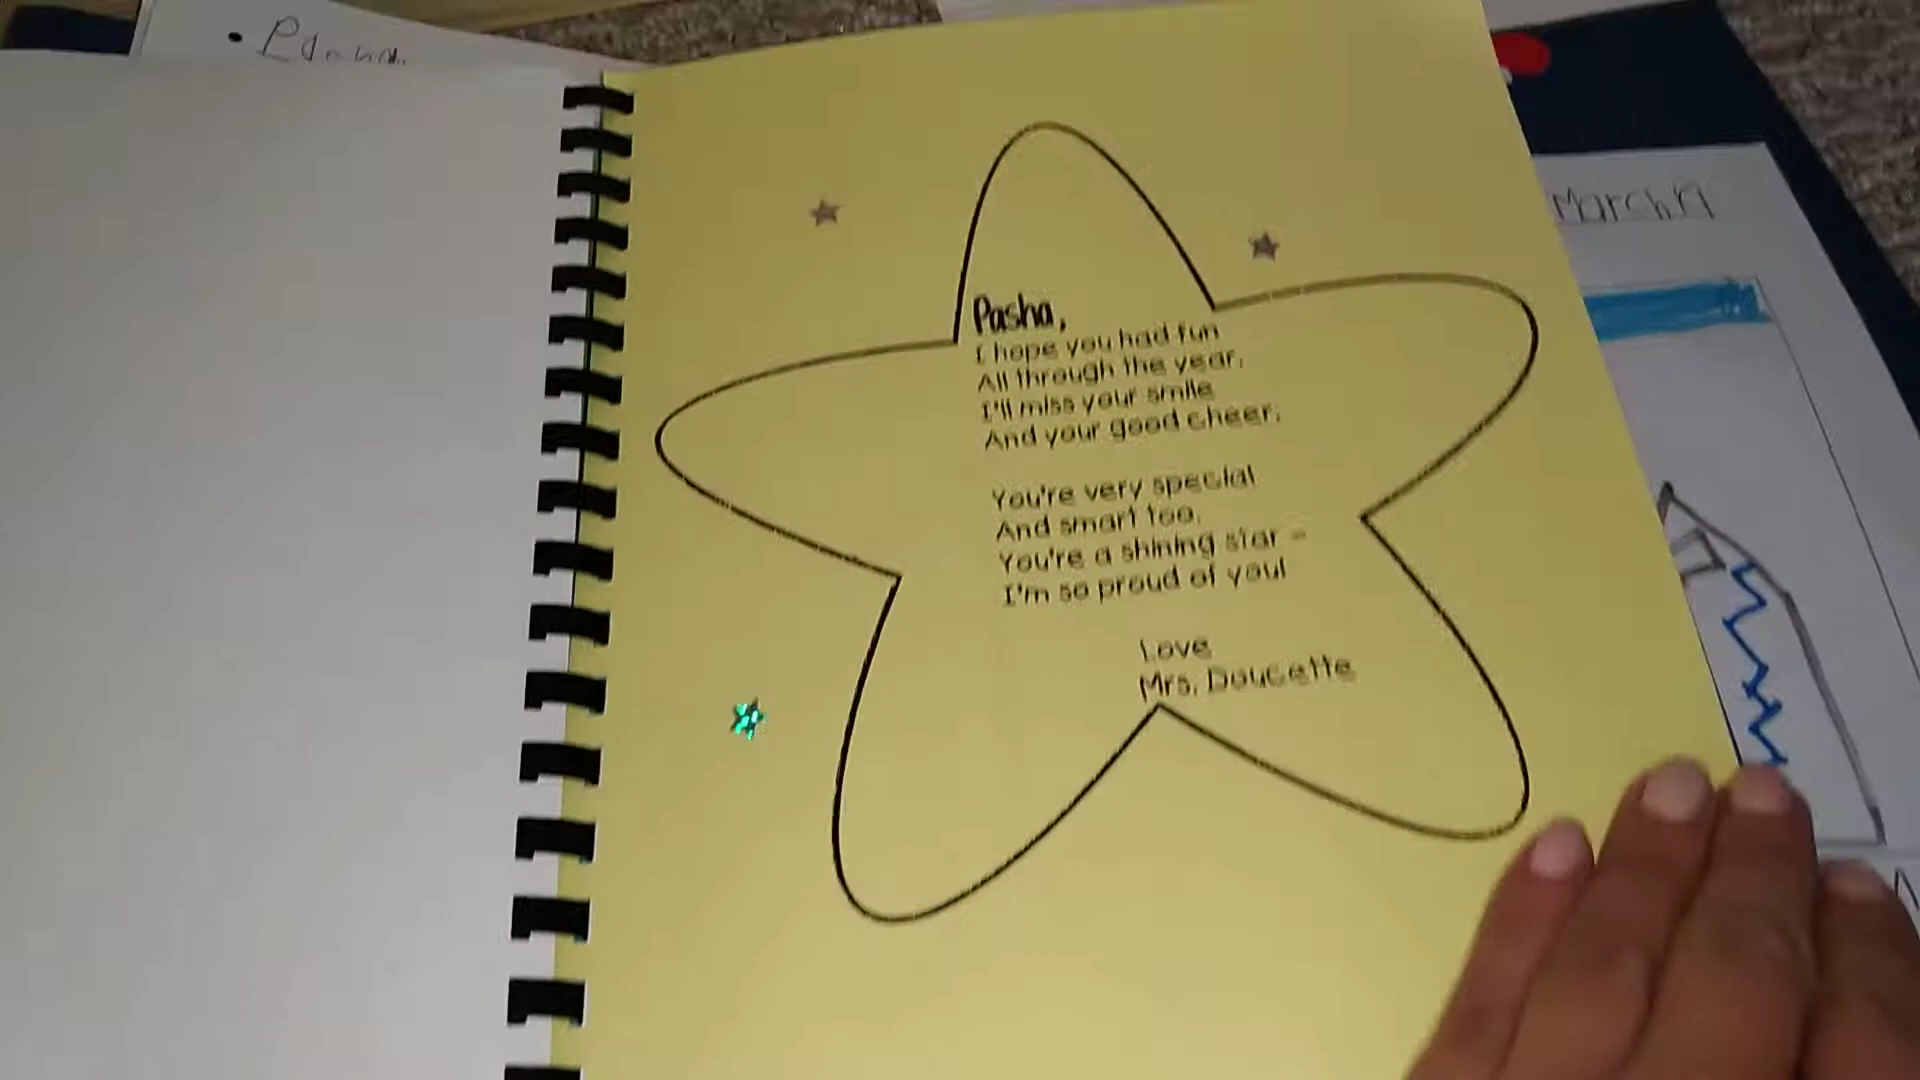 Pasha,
I hope you had fun
All through the year.
I'll miss your smile
And your good cheer.
You're very special
And smart too.
You're a shining star -
I'm so proud of you!
Love
Mrs. Doucette